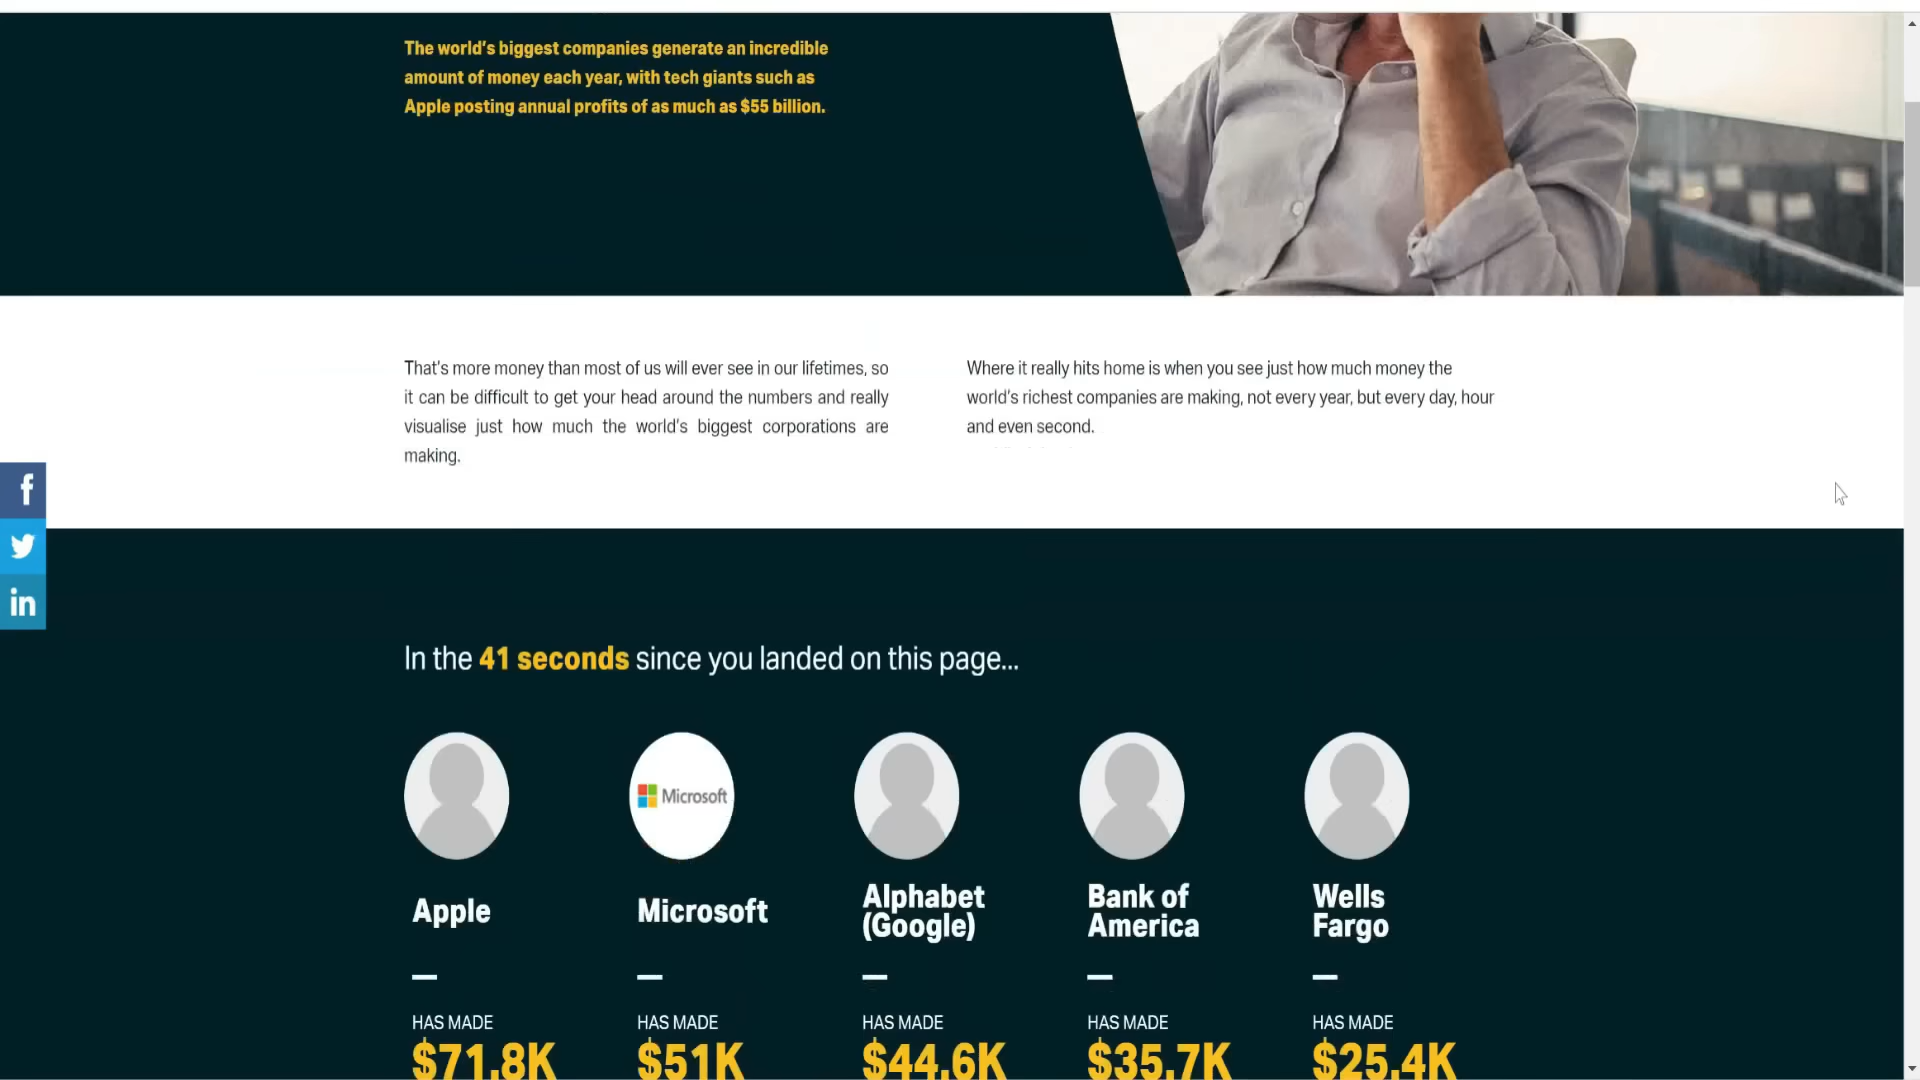 The world's biggest companies generate an incredible
amount of money each year, with tech giants such as
Apple posting annual profits of as much as $55 billion.
That's more money than most of us will ever see in our lifetimes, so
it can be difficult to get your head around the numbers and really
visualise just how much the world's biggest corporations are
making.
Where it really hits home is when you see just how much money the
world's richest companies are making, not every year, but every day, hour
and even second.
f
in
In the 41 seconds since you landed on this page...
Microsoft
Apple
Microsoft
Alphabet
(Google)
Bank of
America
Wells
Fargo
HAS MADE
$71.8K
HAS MADE
$51K
HAS MADE
$44.6K
HAS MADE
$35.7K
HAS MADE
$25.4K